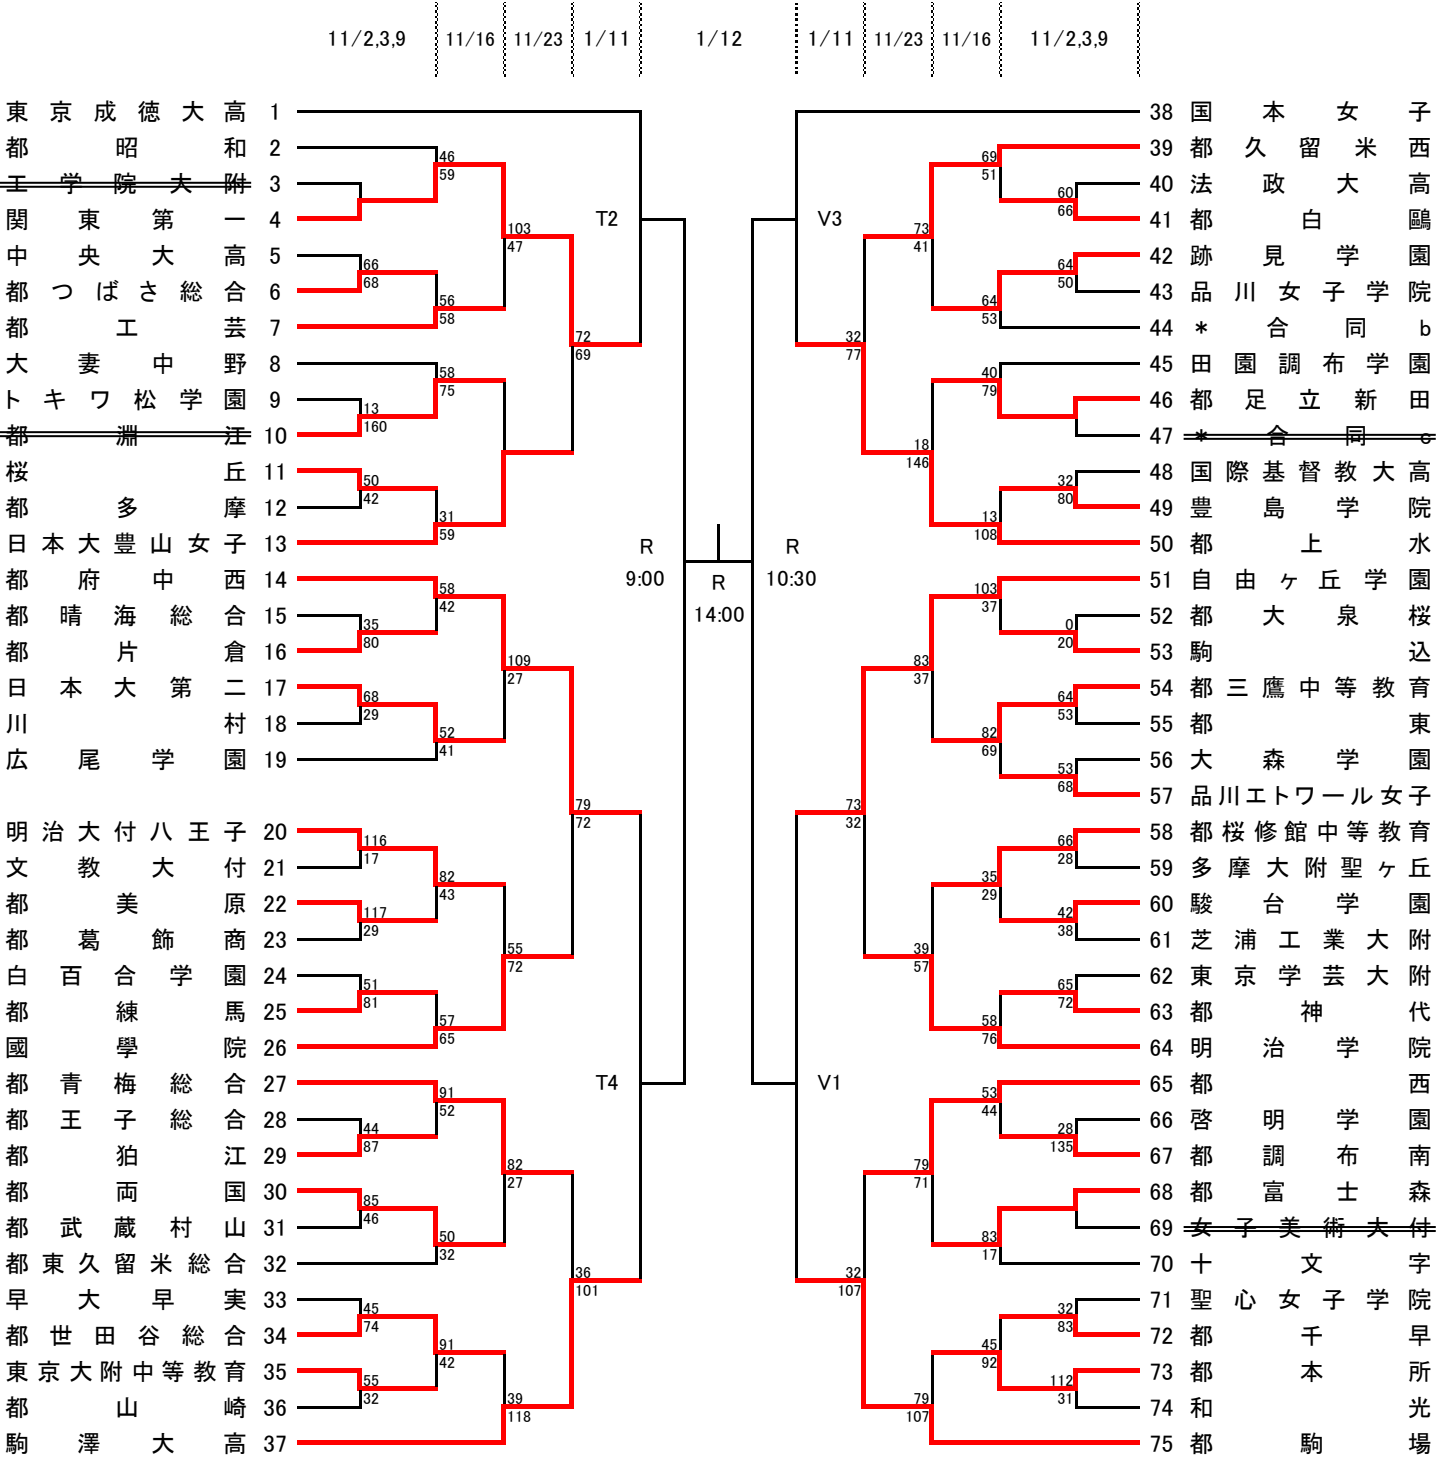 11/2,3,9 11/16 11/23 1/11 1/12 1/11 11/23 11/16 11/2,3,9
東京成徳大高 1
都昭和 2
工学院大附 3
関東第一 4
中央大高 5
都つばさ総合 6
都工芸 7
大妻中野 8
トキワ松学園 9
都淵江 10
桜丘 11
都多摩 12
日本大豊山女子 13
都府中西 14
都晴海総合 15
都片倉 16
日本大第二 17
川村 18
広尾学園 19
明治大付八王子 20
文教大付 21
都美原 22
都葛飾商 23
白百合学園 24
都練馬 25
國學院 26
都青梅総合 27
都王子総合 28
都狛江 29
都両国 30
都武蔵村山 31
都東久留米総合 32
早大早実 33
都世田谷総合 34
東京大附中等教育 35
都山崎 36
駒澤大高 37
66
68
13
160
50
42
35
80
68
29
116
17
117
29
51
81
44
87
85
46
45
74
55
32
46
59
56
58
58
75
31
59
58
42
52
41
82
43
57
65
91
52
50
32
91
42
103
47
109
27
55
72
82
27
39
118
72
69
79
72
36
101
T2
T4
R
9:00
R
14:00
R
10:30
V3
V1
32
77
73
32
32
107
73
41
18
146
83
37
39
57
79
71
79
107
69
51
64
53
40
79
13
108
103
37
82
69
35
29
58
76
53
44
83
17
45
92
60
66
64
50
32
80
0
20
64
53
53
68
66
28
42
38
65
72
28
135
32
83
112
31
38 国本女子
39 都久留米西
40 法政大高
41 都白鷗
42 跡見学園
43 品川女子学院
44 *合同b
45 田園調布学園
46 都足立新田
47 *合同c
48 国際基督教大高
49 豊島学院
50 都上水
51 自由ヶ丘学園
52 都大泉桜
53 駒込
54 都三鷹中等教育
55 都東
56 大森学園
57 品川エトワール女子
58 都桜修館中等教育
59 多摩大附聖ヶ丘
60 駿台学園
61 芝浦工業大附
62 東京学芸大附
63 都神代
64 明治学院
65 都西
66 啓明学園
67 都調布南
68 都富士森
69 女子美術大付
70 十文字
71 聖心女子学院
72 都千早
73 都本所
74 和光
75 都駒場